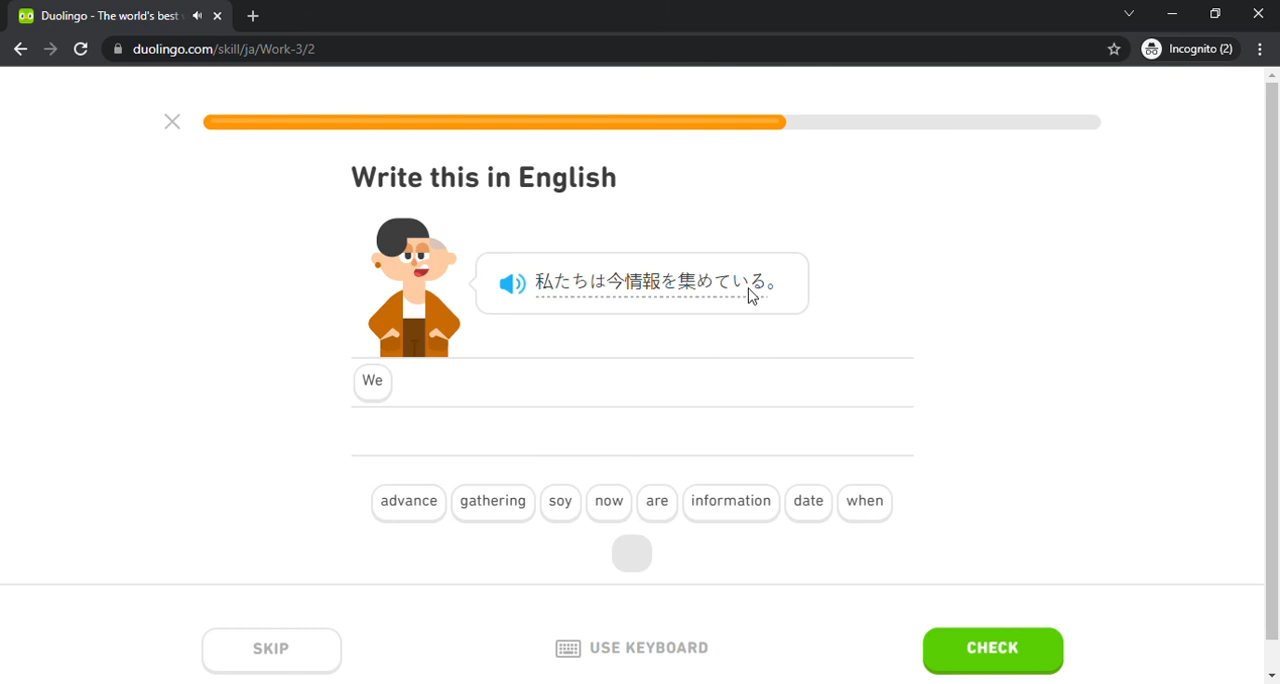 Duolingo - The world's best
duolingo.com/skill/ja/Work-3/2
Incognito (2)
Write this in English
私たちは今情報を集めている。
We
advance gathering soy now are information date when
SKIP
USE KEYBOARD
CHECK